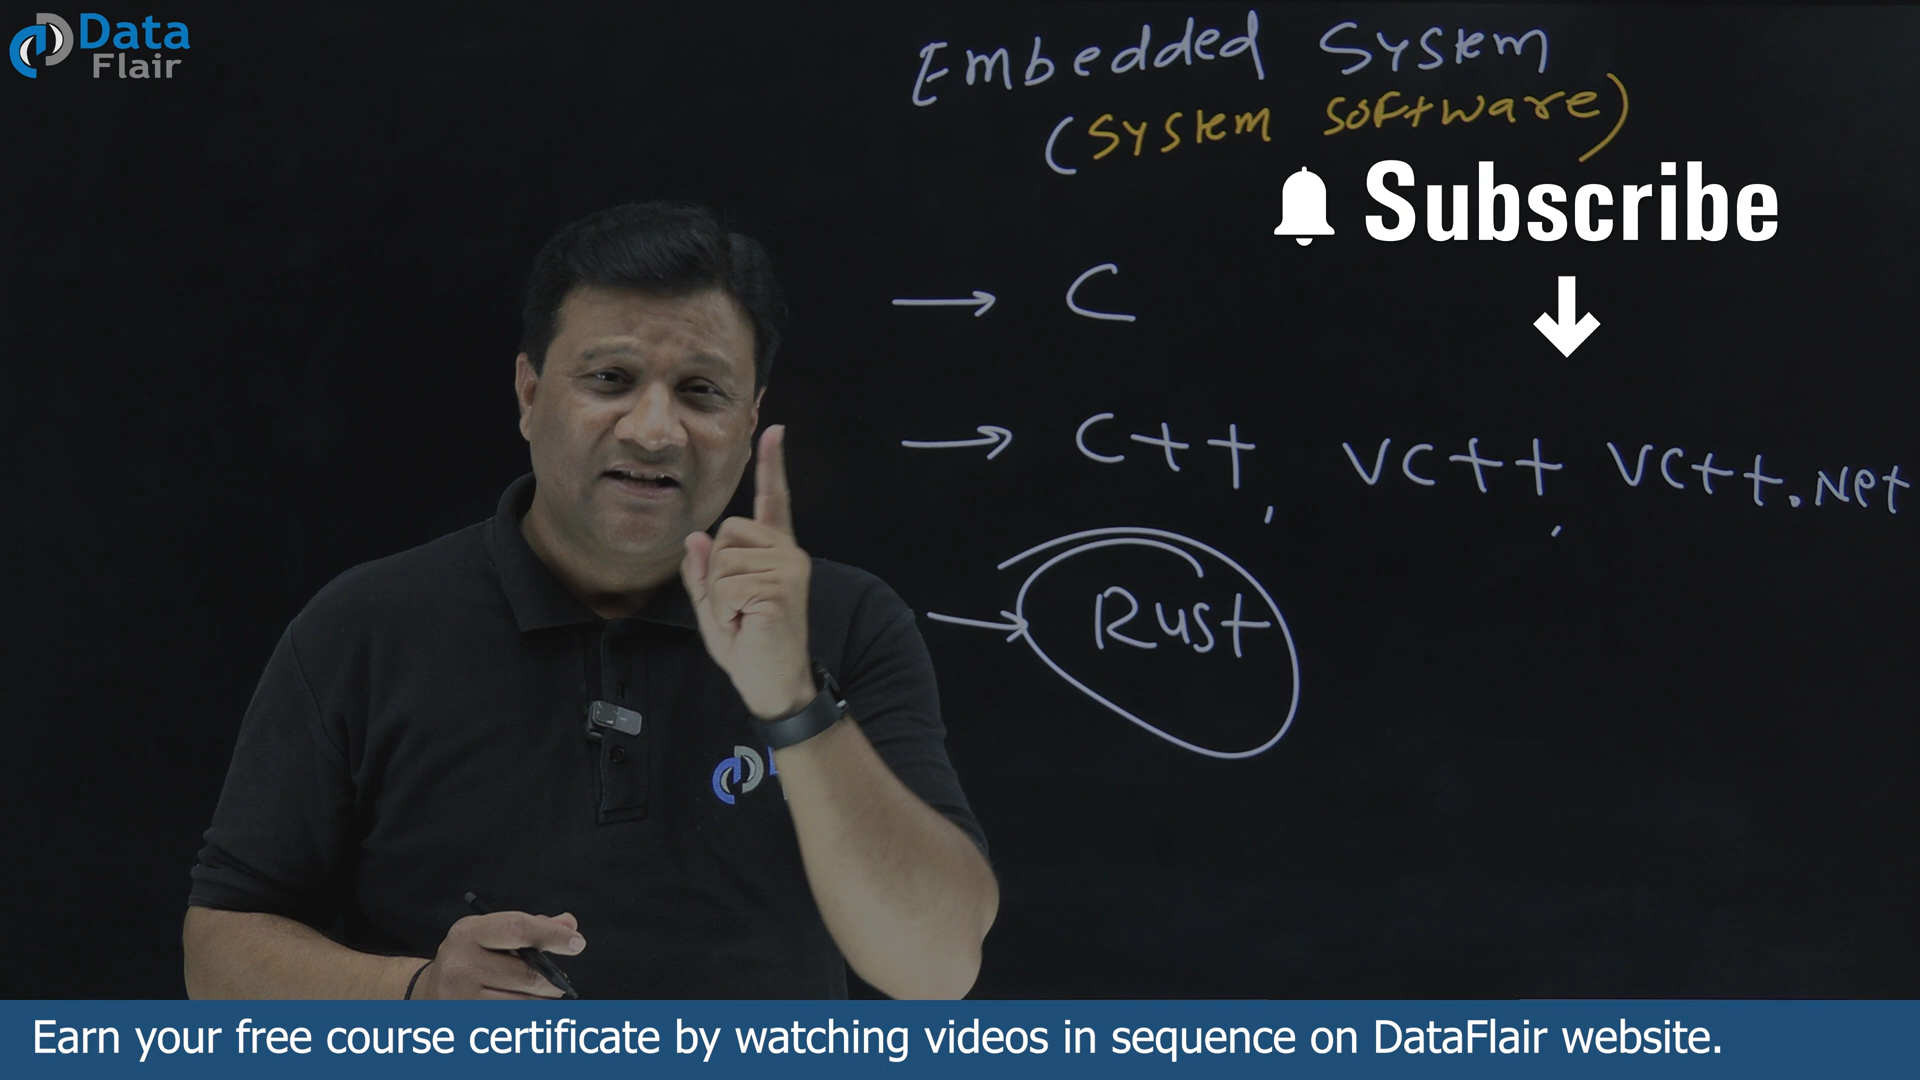 Data
Flair
Embedded System
(System Software)
Subscribe
→ C
→ C++, VC++, VC++.Net
→ Rust
Earn your free course certificate by watching videos in sequence on DataFlair website.